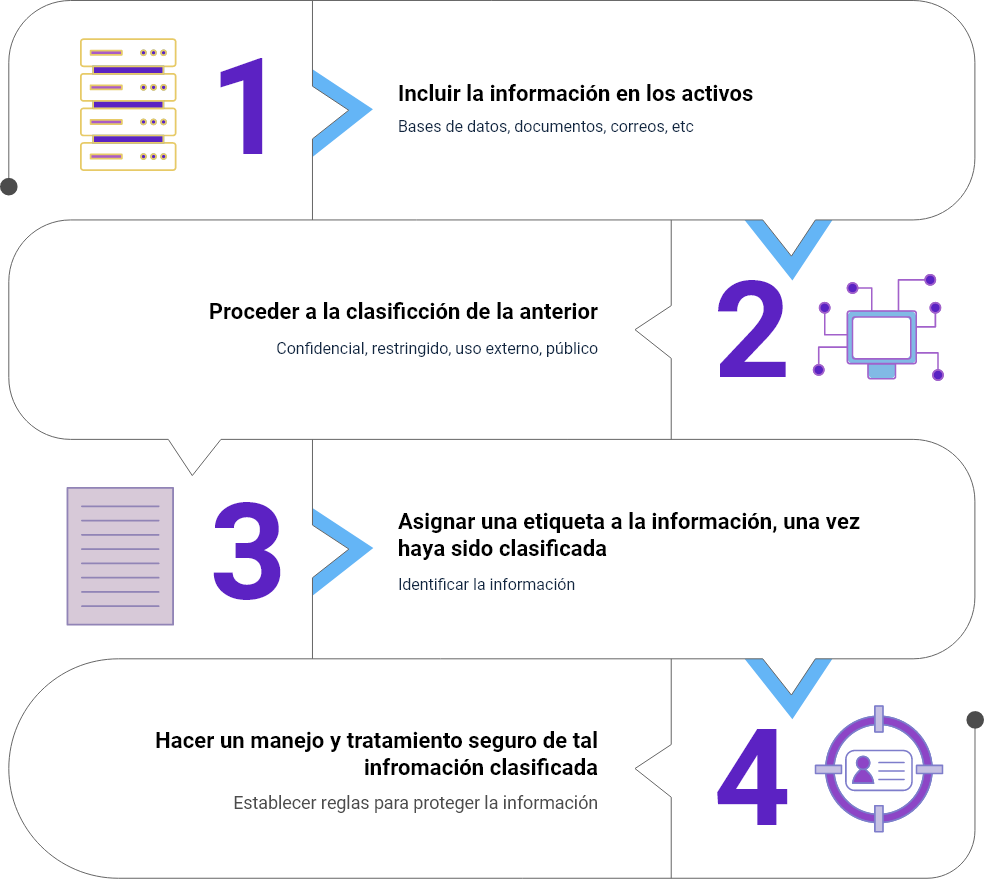 1
Incluir la información en los activos
Bases de datos, documentos, correos, etc
Proceder a la clasificción de la anterior
Confidencial, restringido, uso externo, público
2
3
Asignar una etiqueta a la información, una vez
haya sido clasificada
Identificar la información
Hacer un manejo y tratamiento seguro de tal
infromación clasificada
Establecer reglas para proteger la información
4